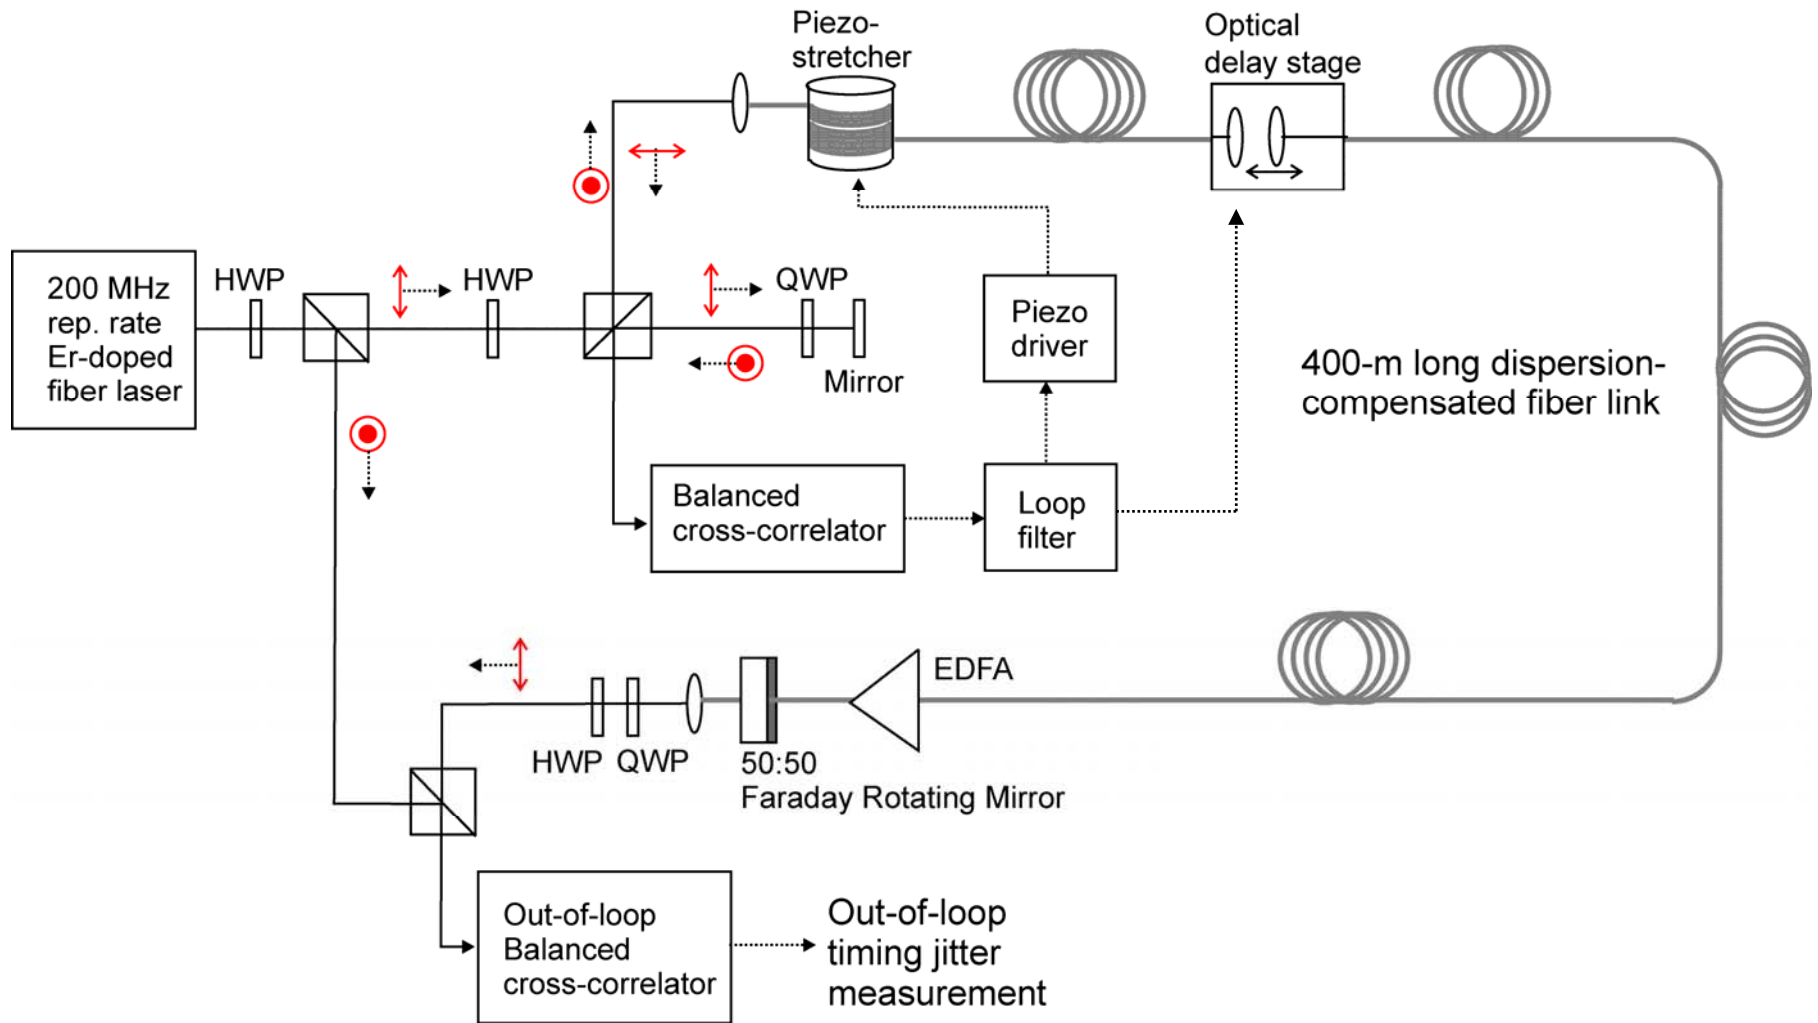 Piezo-
stretcher
Optical
delay stage
200 MHz
rep. rate
Er-doped
fiber laser
HWP
HWP
QWP
Mirror
Piezo
driver
400-m long dispersion-
compensated fiber link
Balanced
cross-correlator
Loop
filter
EDFA
HWP
QWP
50:50
Faraday Rotating Mirror
Out-of-loop
Balanced
cross-correlator
Out-of-loop
timing jitter
measurement